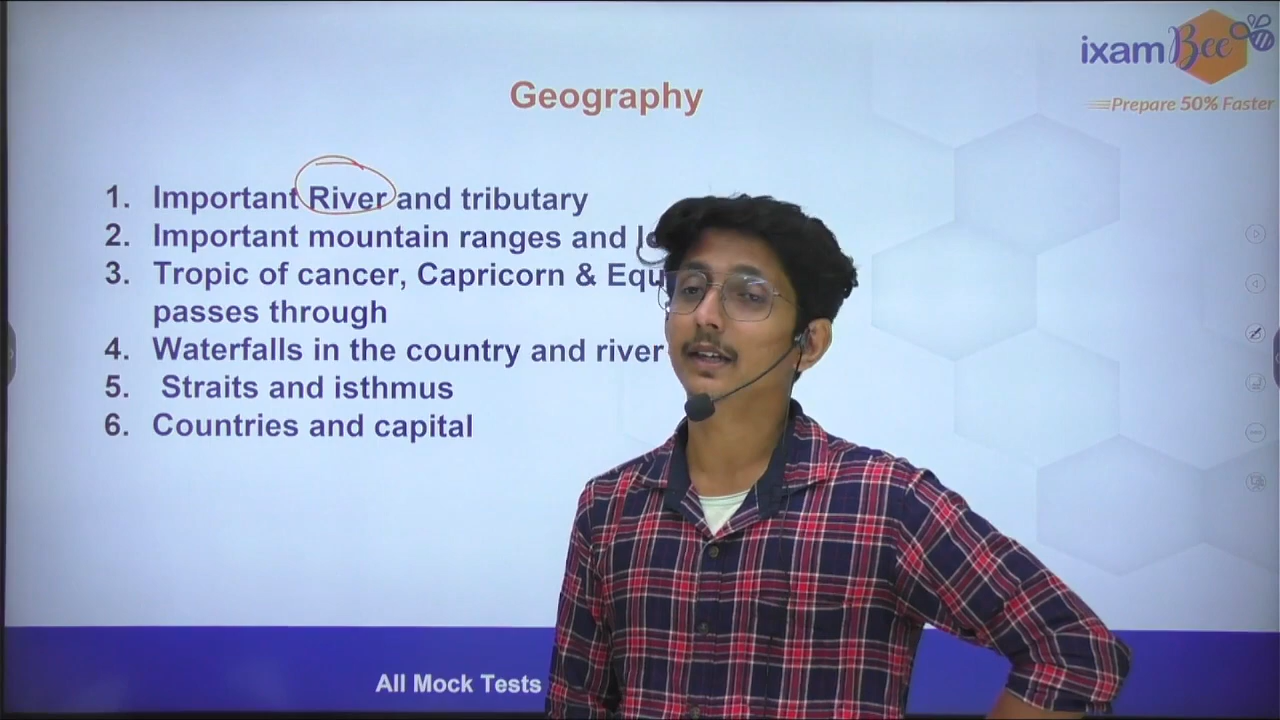 ixamBee
Prepare 50% Faster
Geography
1. Important River and tributary
2. Important mountain ranges and
3. Tropic of cancer, Capricorn &
passes through
4. Waterfalls in the country and river
5. Straits and isthmus
6. Countries and capital
All Mock Tests